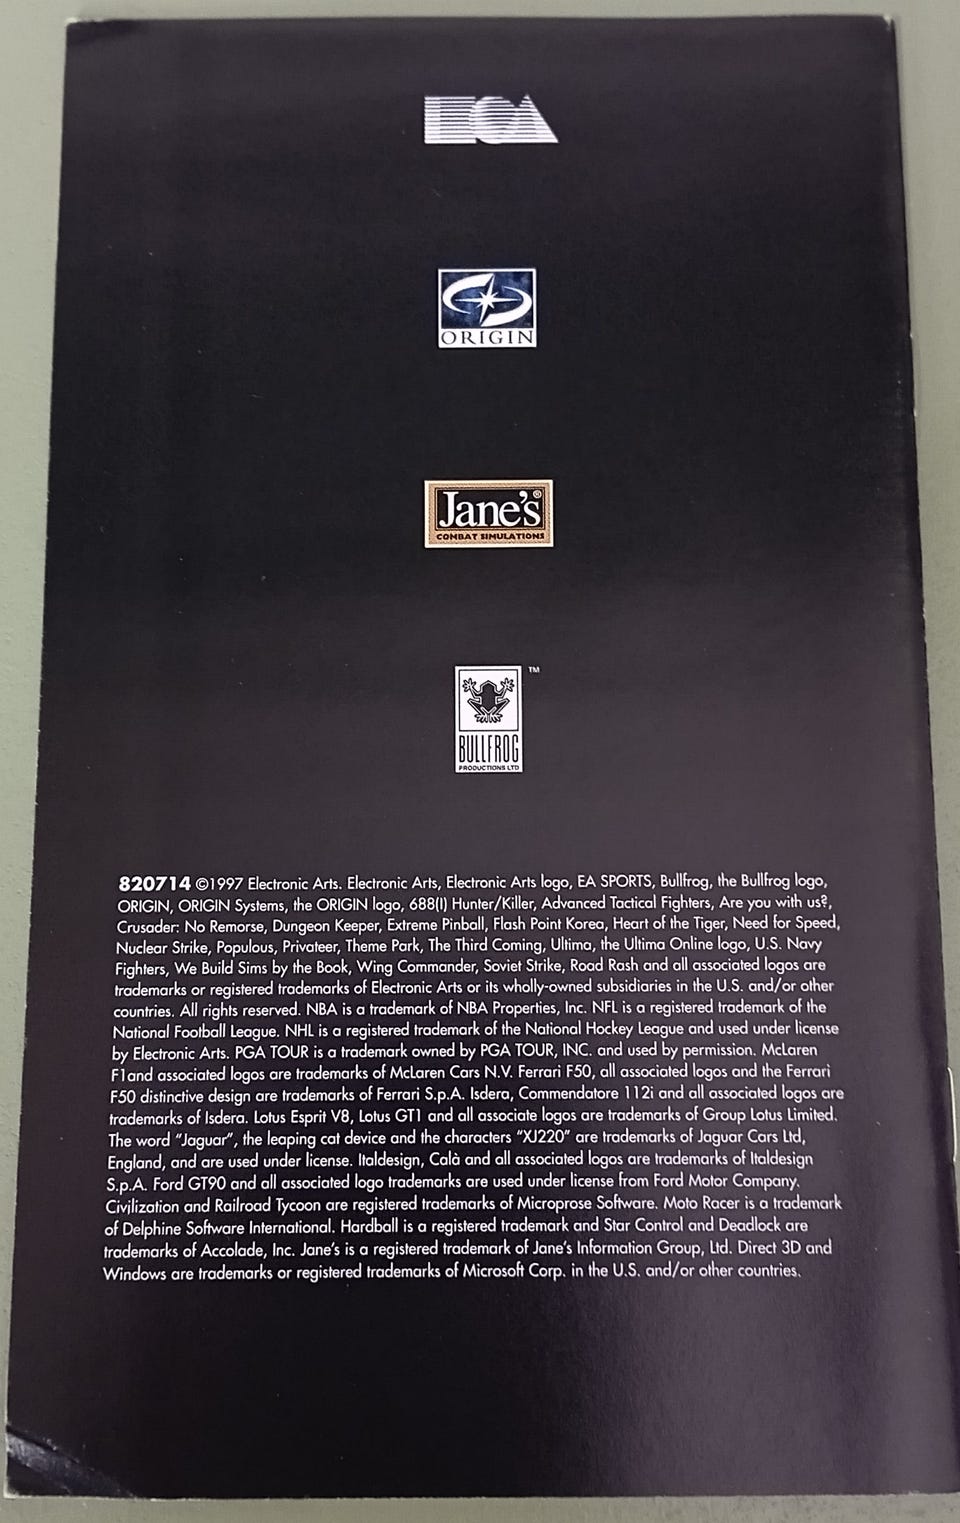 EA
ORIGIN
Jane's®
COMBAT SIMULATIONS
TM
BULLFROG
PRODUCTIONS LTD
820714 ©1997 Electronic Arts. Electronic Arts, Electronic Arts logo, EA SPORTS, Bullfrog, the Bullfrog logo,
ORIGIN, ORIGIN Systems, the ORIGIN logo, 688(I) Hunter/Killer, Advanced Tactical Fighters, Are you with us?,
Crusader: No Remorse, Dungeon Keeper, Extreme Pinball, Flash Point Korea, Heart of the Tiger, Need for Speed,
Nuclear Strike, Populous, Privateer, Theme Park, The Third Coming, Ultima, the Ultima Online logo, U.S. Navy
Fighters, We Build Sims by the Book, Wing Commander, Soviet Strike, Road Rash and all associated logos are
trademarks or registered trademarks of Electronic Arts or its wholly-owned subsidiaries in the U.S. and/or other
countries. All rights reserved. NBA is a trademark of NBA Properties, Inc. NFL is a registered trademark of the
National Football League. NHL is a registered trademark of the National Hockey League and used under license
by Electronic Arts. PGA TOUR is a trademark owned by PGA TOUR, INC. and used by permission. McLaren
F1and associated logos are trademarks of McLaren Cars N.V. Ferrari F50, all associated logos and the Ferrari
F50 distinctive design are trademarks of Ferrari S.p.A. Isdera, Commendatore 112i and all associated logos are
trademarks of Isdera. Lotus Esprit V8, Lotus GT1 and all associate logos are trademarks of Group Lotus Limited.
The word "Jaguar", the leaping cat device and the characters "XJ220" are trademarks of Jaguar Cars Ltd,
England, and are used under license. Italdesign, Calà and all associated logos are trademarks of Italdesign
S.p.A. Ford GT90 and all associated logo trademarks are used under license from Ford Motor Company.
Civilization and Railroad Tycoon are registered trademarks of Microprose Software. Moto Racer is a trademark
of Delphine Software International. Hardball is a registered trademark and Star Control and Deadlock are
trademarks of Accolade, Inc. Jane's is a registered trademark of Jane's Information Group, Ltd. Direct 3D and
Windows are trademarks or registered trademarks of Microsoft Corp. in the U.S. and/or other countries.